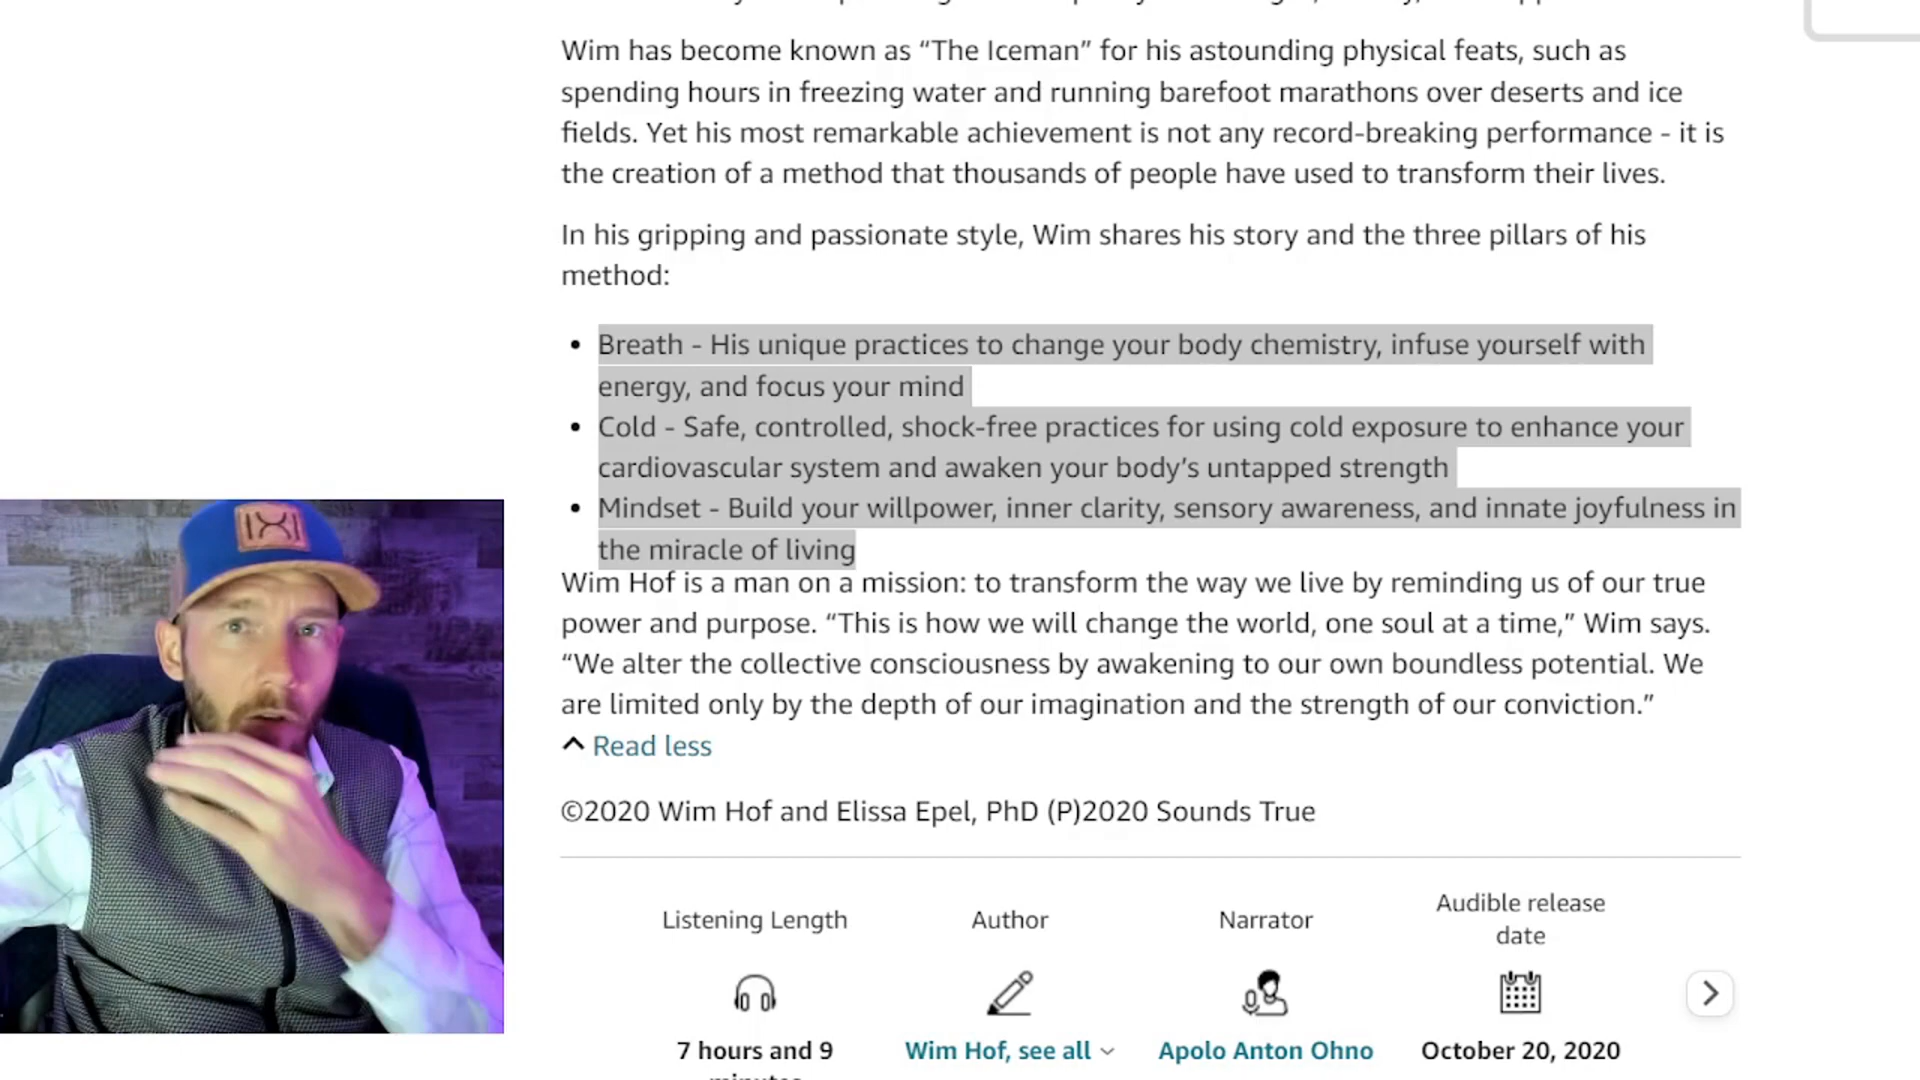 Wim has become known as “The Iceman” for his astounding physical feats, such as
spending hours in freezing water and running barefoot marathons over deserts and ice
fields. Yet his most remarkable achievement is not any record-breaking performance - it is
the creation of a method that thousands of people have used to transform their lives.
In his gripping and passionate style, Wim shares his story and the three pillars of his
method:
• Breath - His unique practices to change your body chemistry, infuse yourself with
energy, and focus your mind
• Cold - Safe, controlled, shock-free practices for using cold exposure to enhance your
cardiovascular system and awaken your body’s untapped strength
• Mindset - Build your willpower, inner clarity, sensory awareness, and innate joyfulness in
the miracle of living
Wim Hof is a man on a mission: to transform the way we live by reminding us of our true
power and purpose. “This is how we will change the world, one soul at a time,” Wim says.
“We alter the collective consciousness by awakening to our own boundless potential. We
are limited only by the depth of our imagination and the strength of our conviction.”
Read less
©2020 Wim Hof and Elissa Epel, PhD (P)2020 Sounds True
Listening Length
7 hours and 9
minutes
Author
Wim Hof, see all
Narrator
Apolo Anton Ohno
Audible release
date
October 20, 2020